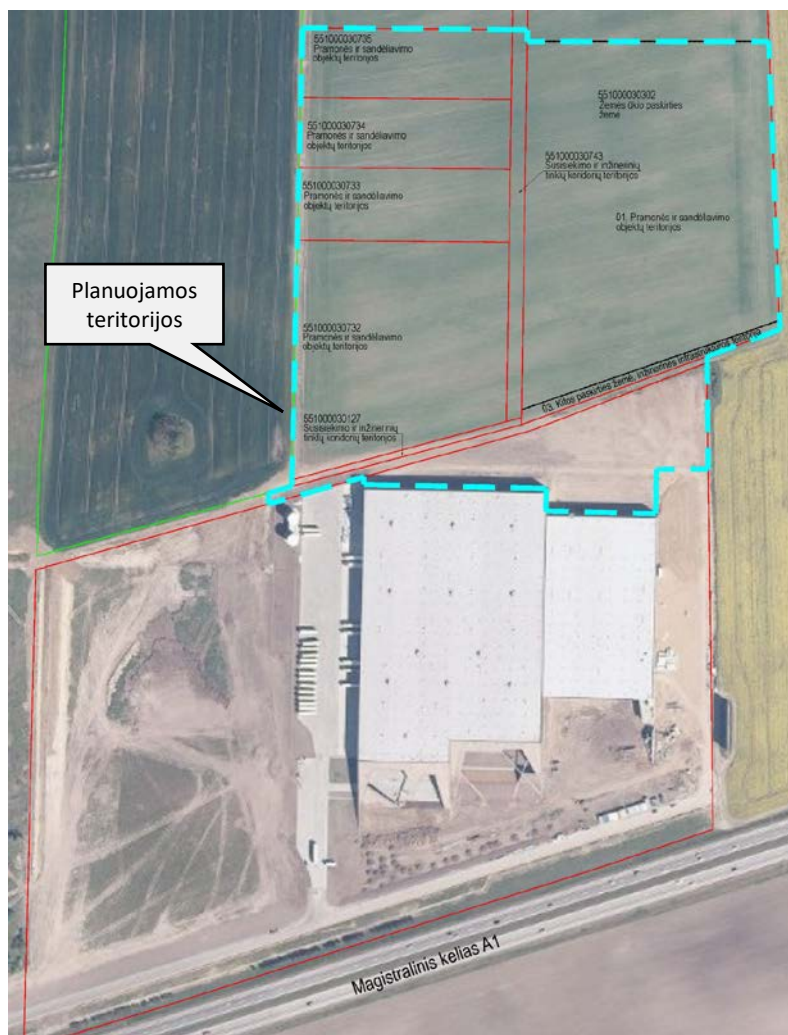 551000030735
Pramonės ir sandėliavimo
objektų teritorijos
551000030302
Žemės ūkio paskirties
žemė
551000030734
Pramonės ir sandėliavimo
objektų teritorijos
551000030743
Susisiekimo ir inžinerinių
tinklų koridorių teritorijos
551000030733
Pramonės ir sandėliavimo
objektų teritorijos
01. Pramonės ir sandėliavimo
objektų teritorijos
Planuojamos
teritorijos
551000030732
Pramonės ir sandėliavimo
objektų teritorijos
03. Kitos paskirties žemė, inžinerinės infrastruktūros teritorija
551000030127
Susisiekimo ir inžinerinių
tinklų koridorių teritorijos
Magistralinis kelias A1